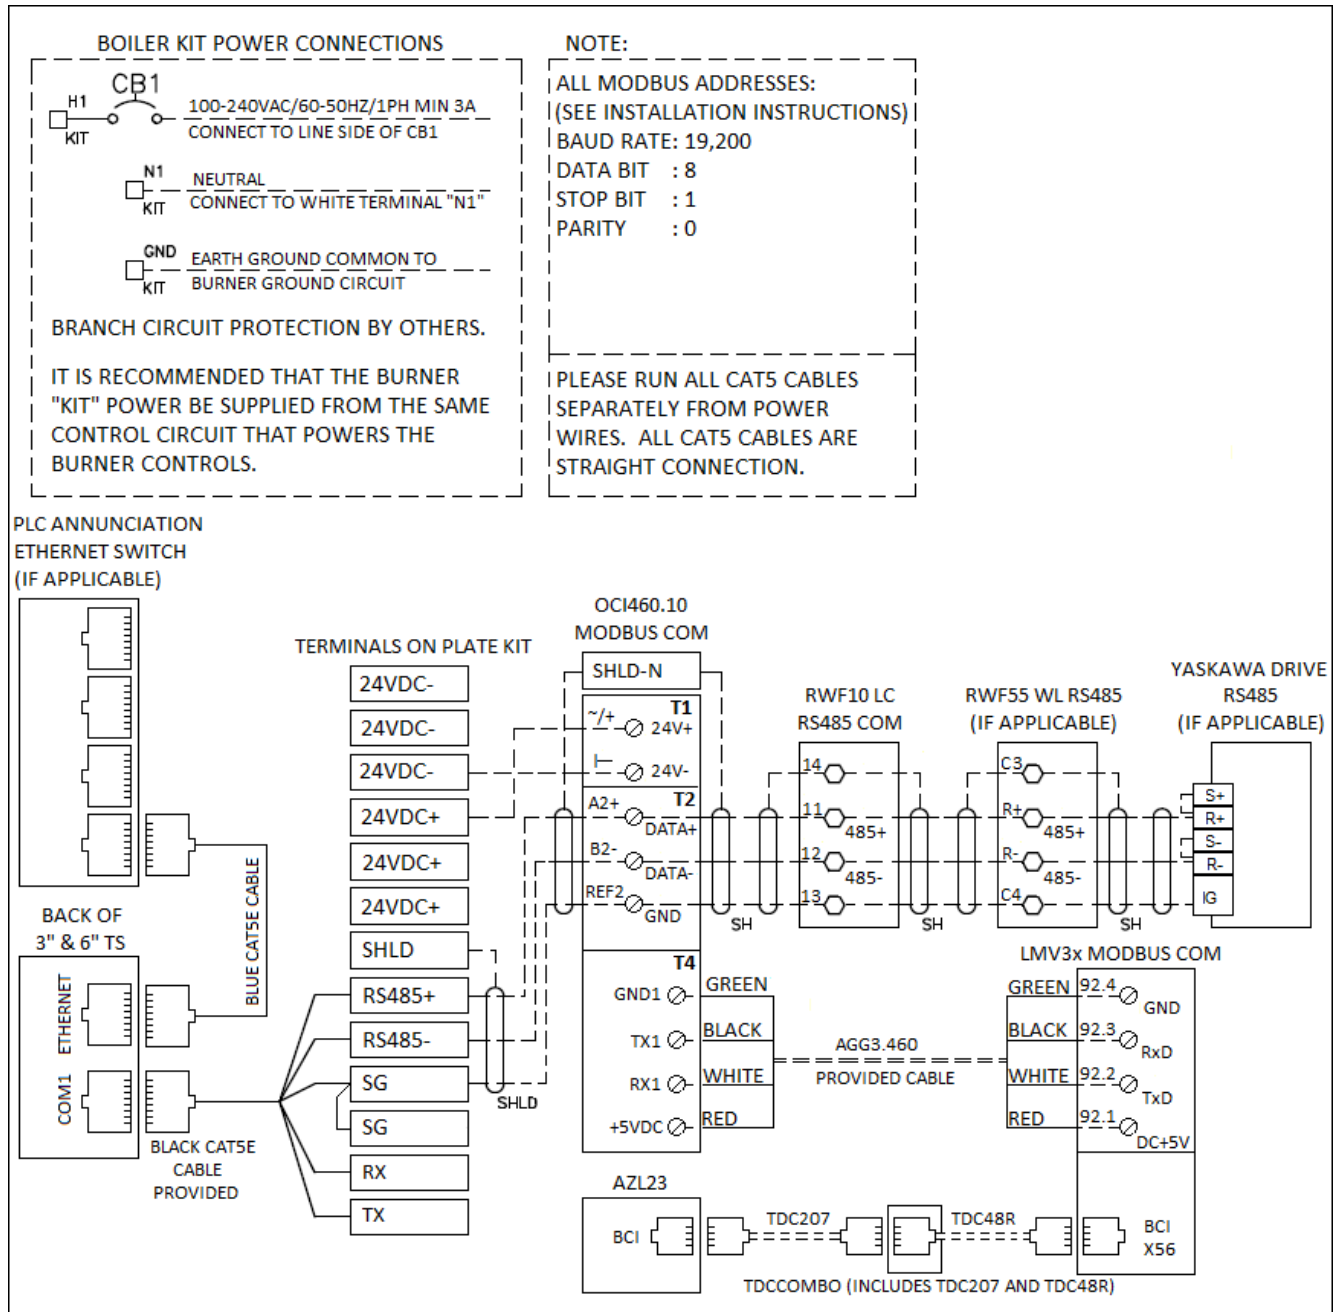 BOILER KIT POWER CONNECTIONS
CB1
H1
KIT
100-240VAC/60-50HZ/1PH MIN 3A
CONNECT TO LINE SIDE OF CB1
N1
KIT
NEUTRAL
CONNECT TO WHITE TERMINAL "N1"
GND
KIT
EARTH GROUND COMMON TO
BURNER GROUND CIRCUIT
BRANCH CIRCUIT PROTECTION BY OTHERS.
IT IS RECOMMENDED THAT THE BURNER
"KIT" POWER BE SUPPLIED FROM THE SAME
CONTROL CIRCUIT THAT POWERS THE
BURNER CONTROLS.
NOTE:
ALL MODBUS ADDRESSES:
(SEE INSTALLATION INSTRUCTIONS)
BAUD RATE: 19,200
DATA BIT : 8
STOP BIT : 1
PARITY : 0
PLEASE RUN ALL CAT5 CABLES
SEPARATELY FROM POWER
WIRES. ALL CAT5 CABLES ARE
STRAIGHT CONNECTION.
PLC ANNUNCIATION
ETHERNET SWITCH
(IF APPLICABLE)
BLUE CAT5E CABLE
BACK OF
3" & 6" TS
ETHERNET
COM1
BLACK CAT5E
CABLE
PROVIDED
TERMINALS ON PLATE KIT
24VDC-
24VDC-
24VDC-
24VDC+
24VDC+
24VDC+
SHLD
RS485+
RS485-
SG
SG
RX
TX
SHLD
OCI460.10
MODBUS COM
SHLD-N
T1
~/+
24V+
24V-
T2
A2+
DATA+
B2-
DATA-
REF2
GND
SH
T4
GND1
GREEN
TX1
BLACK
RX1
WHITE
+5VDC
RED
AGG3.460
PROVIDED CABLE
RWF10 LC
RS485 COM
14
11
485+
12
485-
13
SH
RWF55 WL RS485
(IF APPLICABLE)
C3
R+
485+
R-
485-
C4
SH
YASKAWA DRIVE
RS485
(IF APPLICABLE)
S+
R+
S-
R-
IG
LMV3x MODBUS COM
GREEN
92.4
GND
BLACK
92.3
RxD
WHITE
92.2
TxD
RED
92.1
DC+5V
BCI
X56
AZL23
BCI
TDC207
TDC48R
TDCCOMBO (INCLUDES TDC207 AND TDC48R)